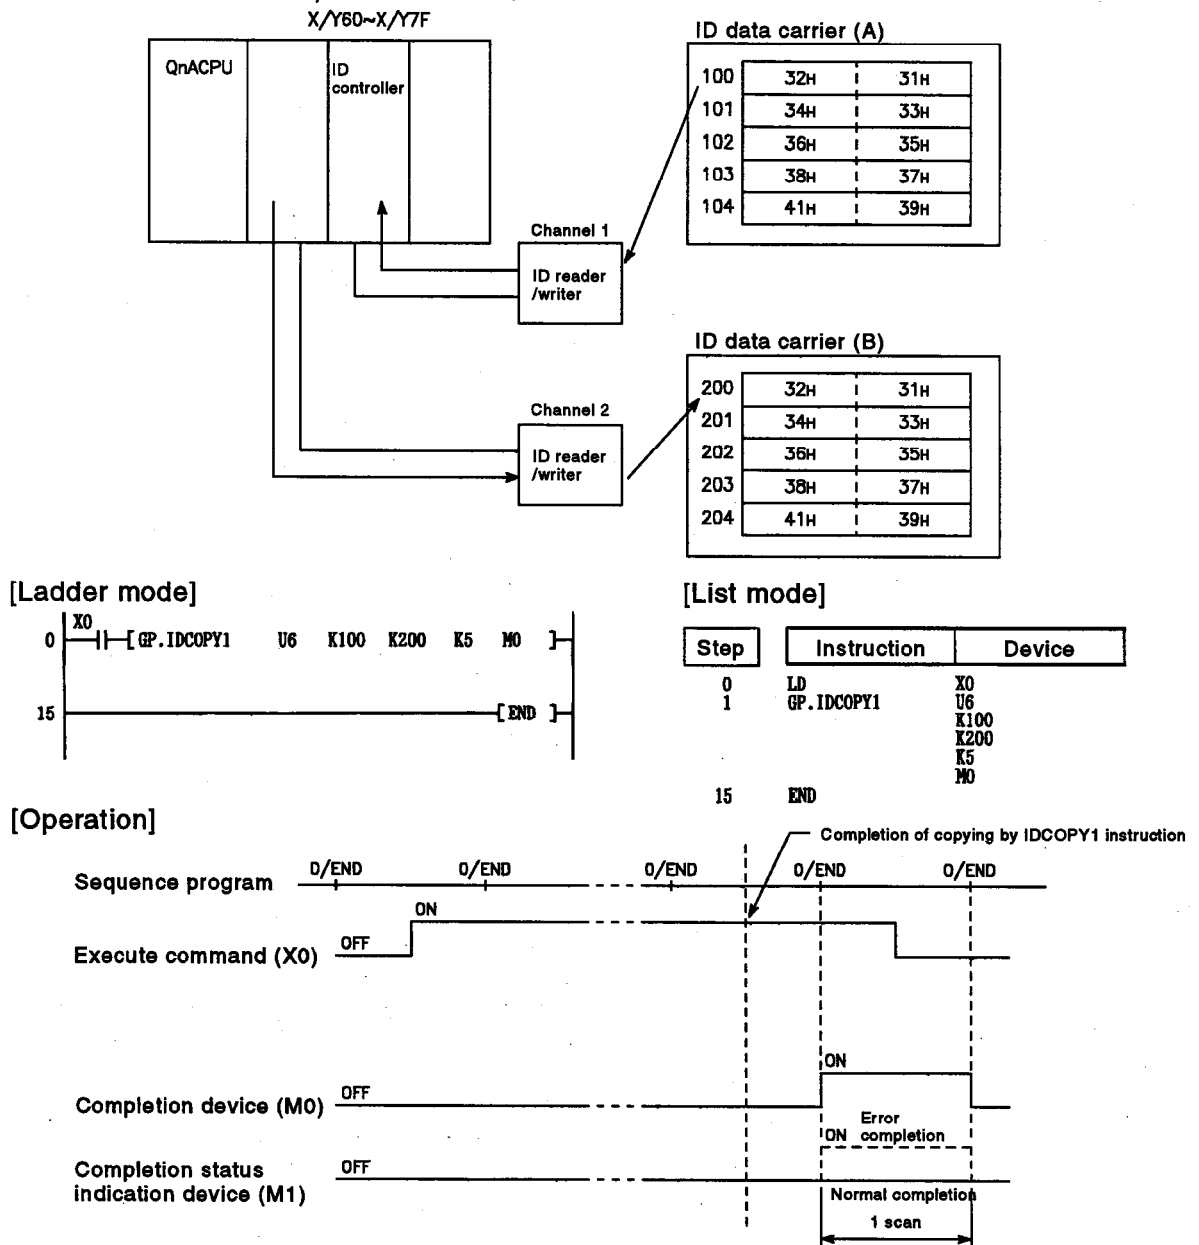 X/Y60~X/Y7F
QnACPU
ID
controller
Channel 1
ID reader
/writer
Channel 2
ID reader
/writer
ID data carrier (A)
100 32H 31H
101 34H 33H
102 36H 35H
103 38H 37H
104 41H 39H
ID data carrier (B)
200 32H 31H
201 34H 33H
202 36H 35H
203 38H 37H
204 41H 39H
[Ladder mode]
X0
0 [ GP.IDCOPY1 U6 K100 K200 K5 M0 ]
15 [ END ]
[List mode]
Step Instruction Device
0 LD X0
1 GP.IDCOPY1 U6
K100
K200
K5
M0
15 END
[Operation]
Completion of copying by IDCOPY1 instruction
Sequence program 0/END 0/END 0/END 0/END 0/END
ON
Execute command (X0) OFF
ON
Completion device (M0) OFF
Error
ON completion
Completion status
indication device (M1) OFF
Normal completion
1 scan